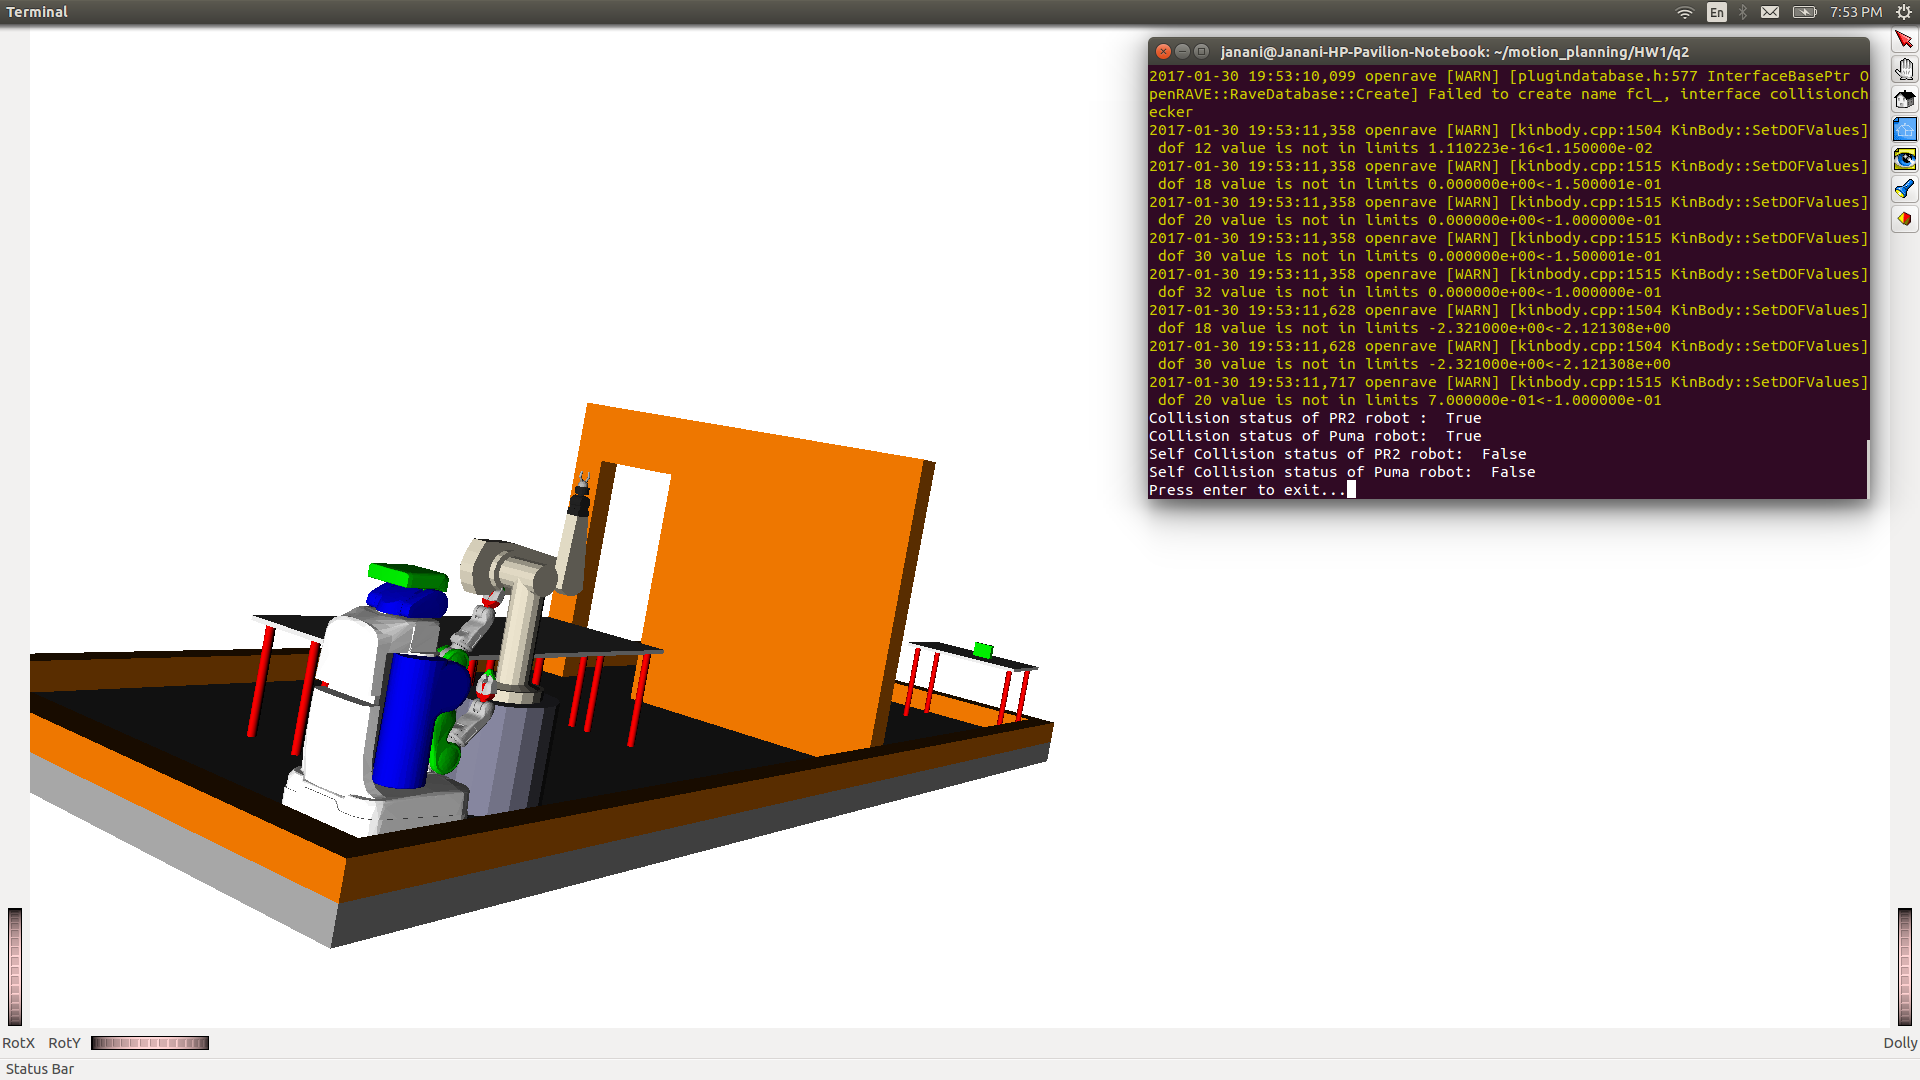 Terminal
En
7:53 PM
janani@Janani-HP-Pavilion-Notebook: ~/motion_planning/HW1/q2
2017-01-30 19:53:10,099 openrave [WARN] [plugindatabase.h:577 InterfaceBasePtr O
penRAVE::RaveDatabase::Create] Failed to create name fcl_, interface collisionch
ecker
2017-01-30 19:53:11,358 openrave [WARN] [kinbody.cpp:1504 KinBody::SetDOFValues]
dof 12 value is not in limits 1.110223e-16<1.150000e-02
2017-01-30 19:53:11,358 openrave [WARN] [kinbody.cpp:1515 KinBody::SetDOFValues]
dof 18 value is not in limits 0.000000e+00<-1.500001e-01
2017-01-30 19:53:11,358 openrave [WARN] [kinbody.cpp:1515 KinBody::SetDOFValues]
dof 20 value is not in limits 0.000000e+00<-1.000000e-01
2017-01-30 19:53:11,358 openrave [WARN] [kinbody.cpp:1515 KinBody::SetDOFValues]
dof 30 value is not in limits 0.000000e+00<-1.500001e-01
2017-01-30 19:53:11,358 openrave [WARN] [kinbody.cpp:1515 KinBody::SetDOFValues]
dof 32 value is not in limits 0.000000e+00<-1.000000e-01
2017-01-30 19:53:11,628 openrave [WARN] [kinbody.cpp:1504 KinBody::SetDOFValues]
dof 18 value is not in limits -2.321000e+00<-2.121308e+00
2017-01-30 19:53:11,628 openrave [WARN] [kinbody.cpp:1504 KinBody::SetDOFValues]
dof 30 value is not in limits -2.321000e+00<-2.121308e+00
2017-01-30 19:53:11,717 openrave [WARN] [kinbody.cpp:1515 KinBody::SetDOFValues]
dof 20 value is not in limits 7.000000e-01<-1.000000e-01
Collision status of PR2 robot :  True
Collision status of Puma robot:  True
Self Collision status of PR2 robot:  False
Self Collision status of Puma robot:  False
Press enter to exit...
RotX RotY
Dolly
Status Bar